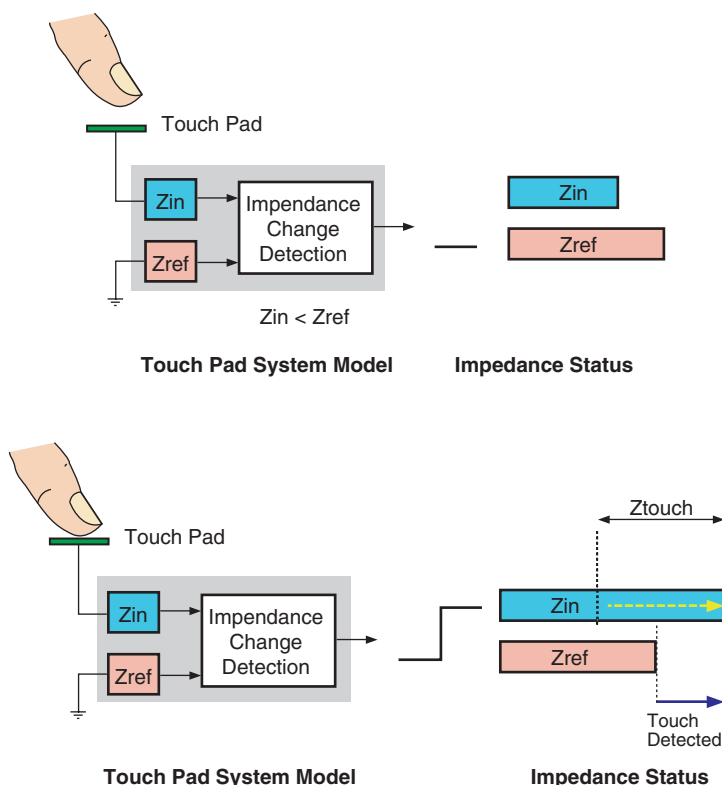 Touch Pad
Zin
Zref
Impendance
Change
Detection
Zin < Zref
Zin
Zref
Touch Pad System Model
Impedance Status
Touch Pad
Zin
Zref
Impendance
Change
Detection
Ztouch
Zin
Zref
Touch
Detected
Touch Pad System Model
Impedance Status